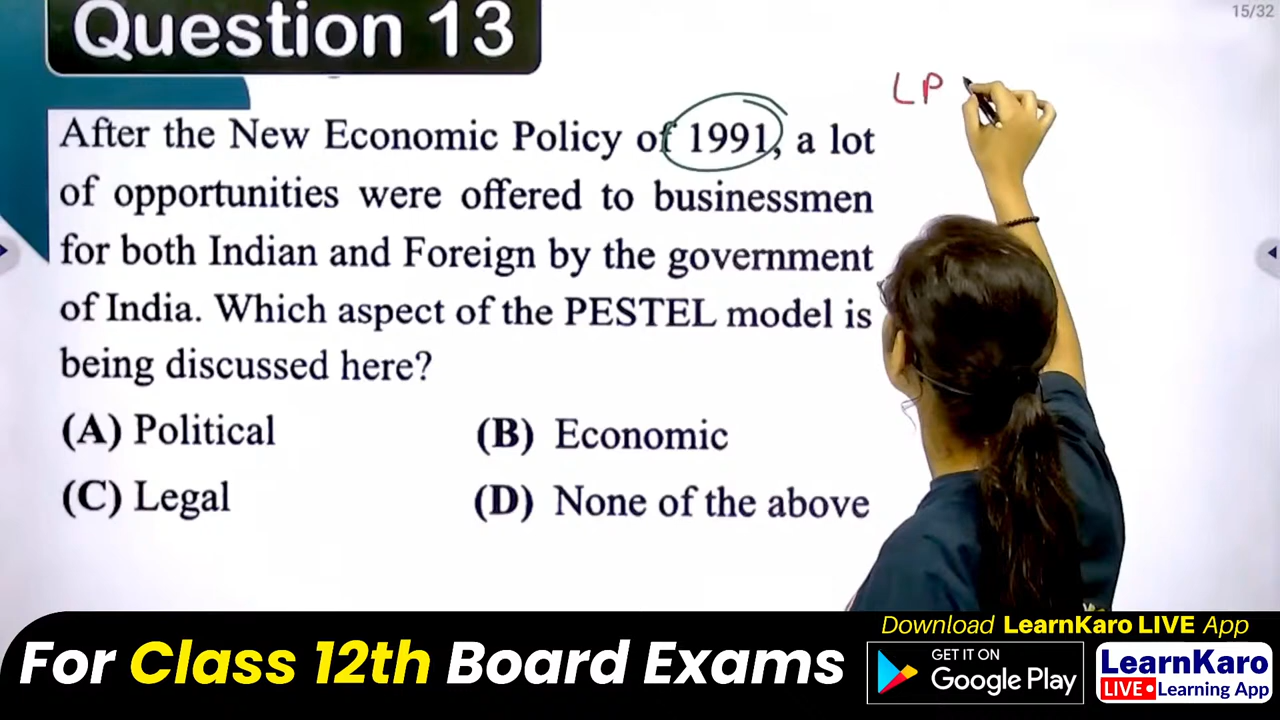 Question 13
15/32
LP
After the New Economic Policy of 1991, a lot
of opportunities were offered to businessmen
for both Indian and Foreign by the government
of India. Which aspect of the PESTEL model is
being discussed here?
(A) Political (B) Economic
(C) Legal (D) None of the above
For Class 12th Board Exams
Download LearnKaro LIVE App
GET IT ON
Google Play
LearnKaro
LIVE Learning App